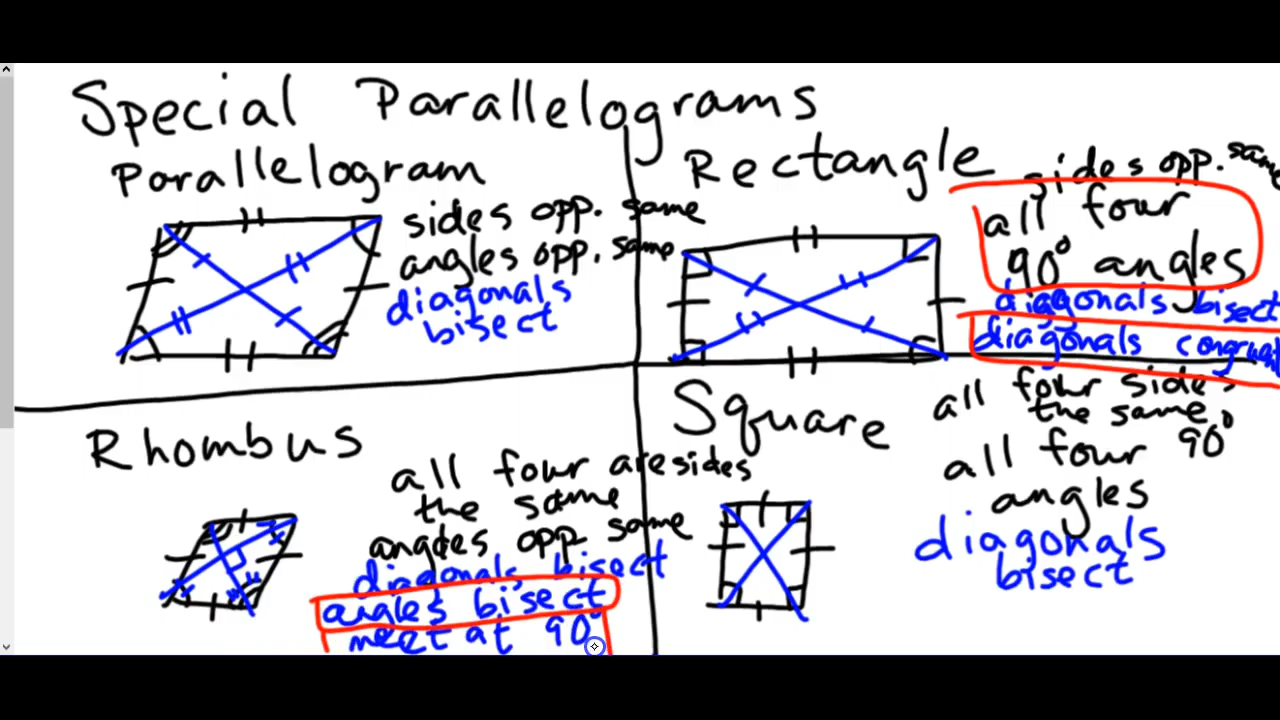 Special Parallelograms
Parallelogram
sides opp. same
angles opp. same
diagonals
bisect
Rectangle
sides opp. same
all four
90° angles
diagonals bisect
diagonals
Rhombus
all four are sides
the same
angles opp. same
diagonals bisect
angles bisect
meet at 90°
Square
all four sides
the same
all four 90°
angles
diagonals
bisect